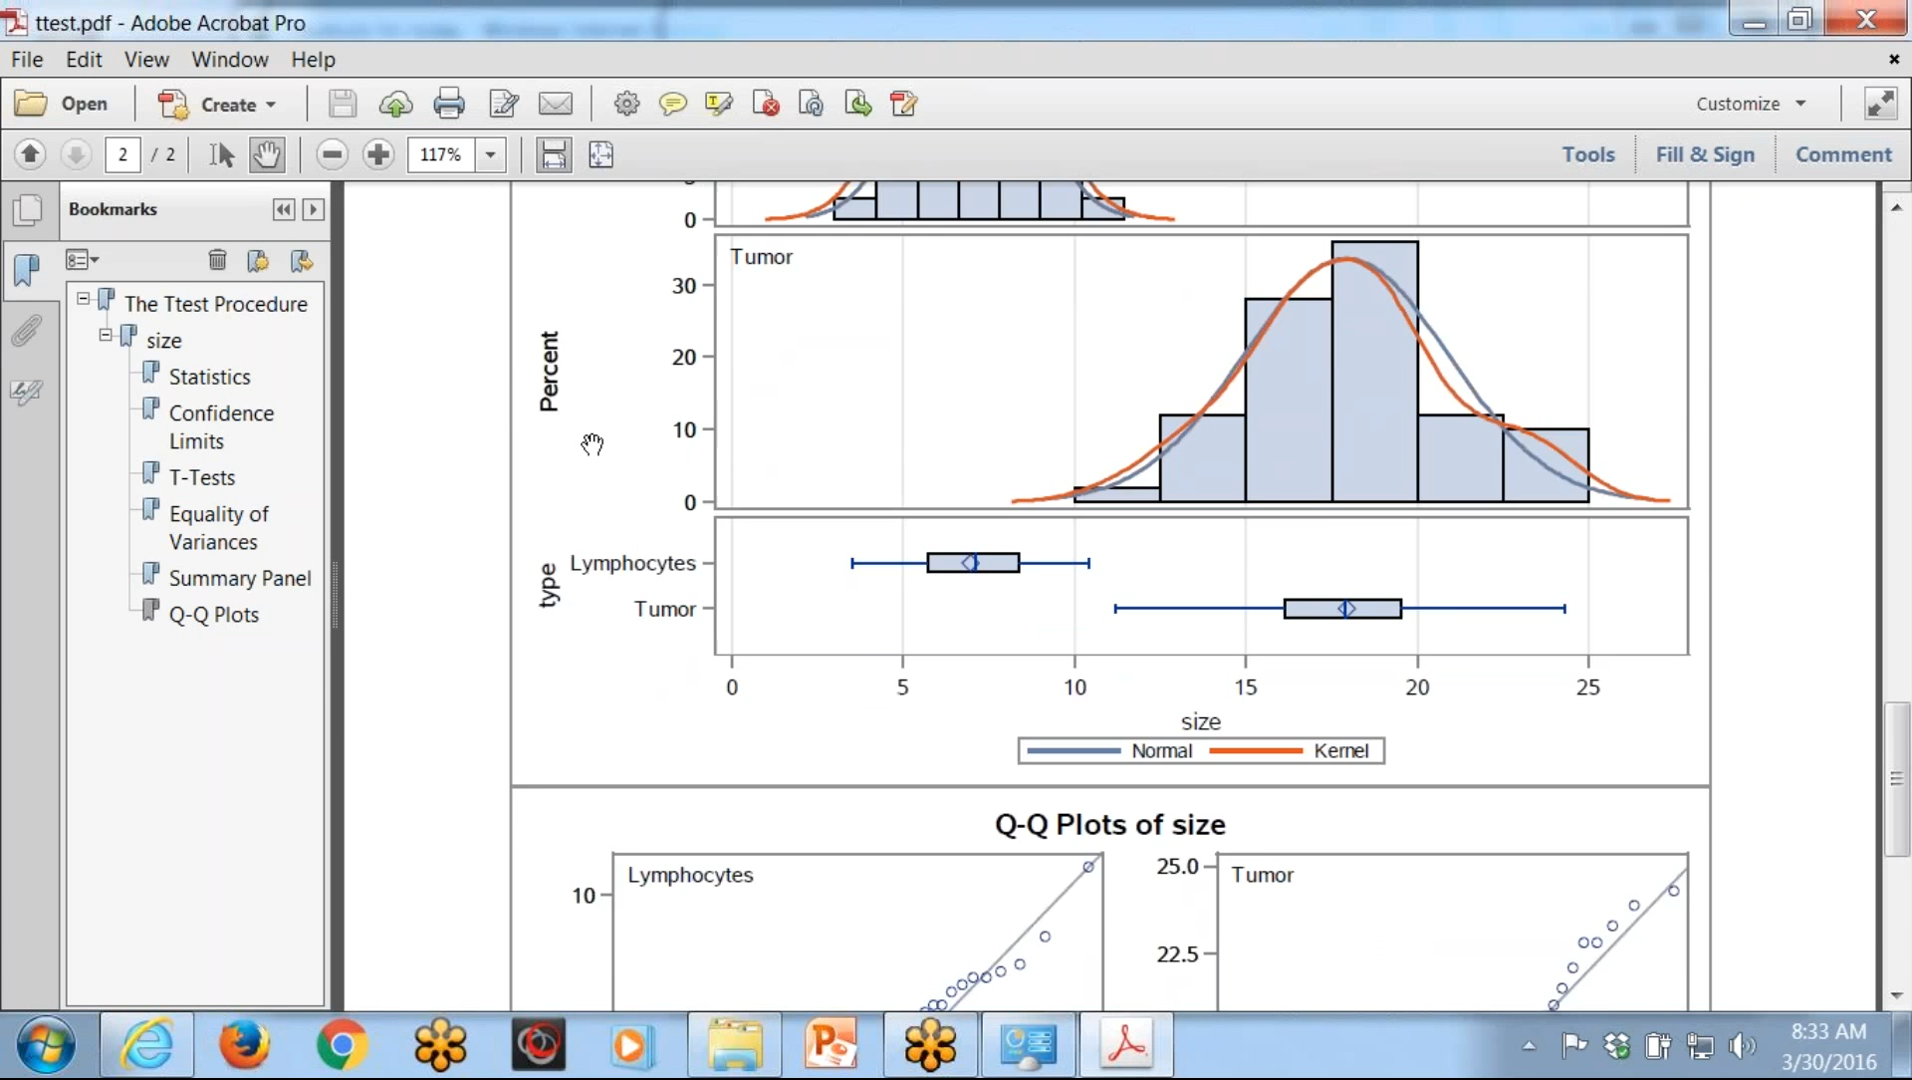 ttest.pdf - Adobe Acrobat Pro
File Edit View Window Help
Open Create Customize
2 / 2 117% Tools Fill & Sign Comment
Bookmarks
The Ttest Procedure
size
Statistics
Confidence
Limits
T-Tests
Equality of
Variances
Summary Panel
Q-Q Plots
0
Tumor
30
20
10
0
Percent
Lymphocytes
Tumor
type
0 5 10 15 20 25
size
Normal Kernel
Q-Q Plots of size
Lymphocytes
10
Tumor
25.0
22.5
8:33 AM
3/30/2016